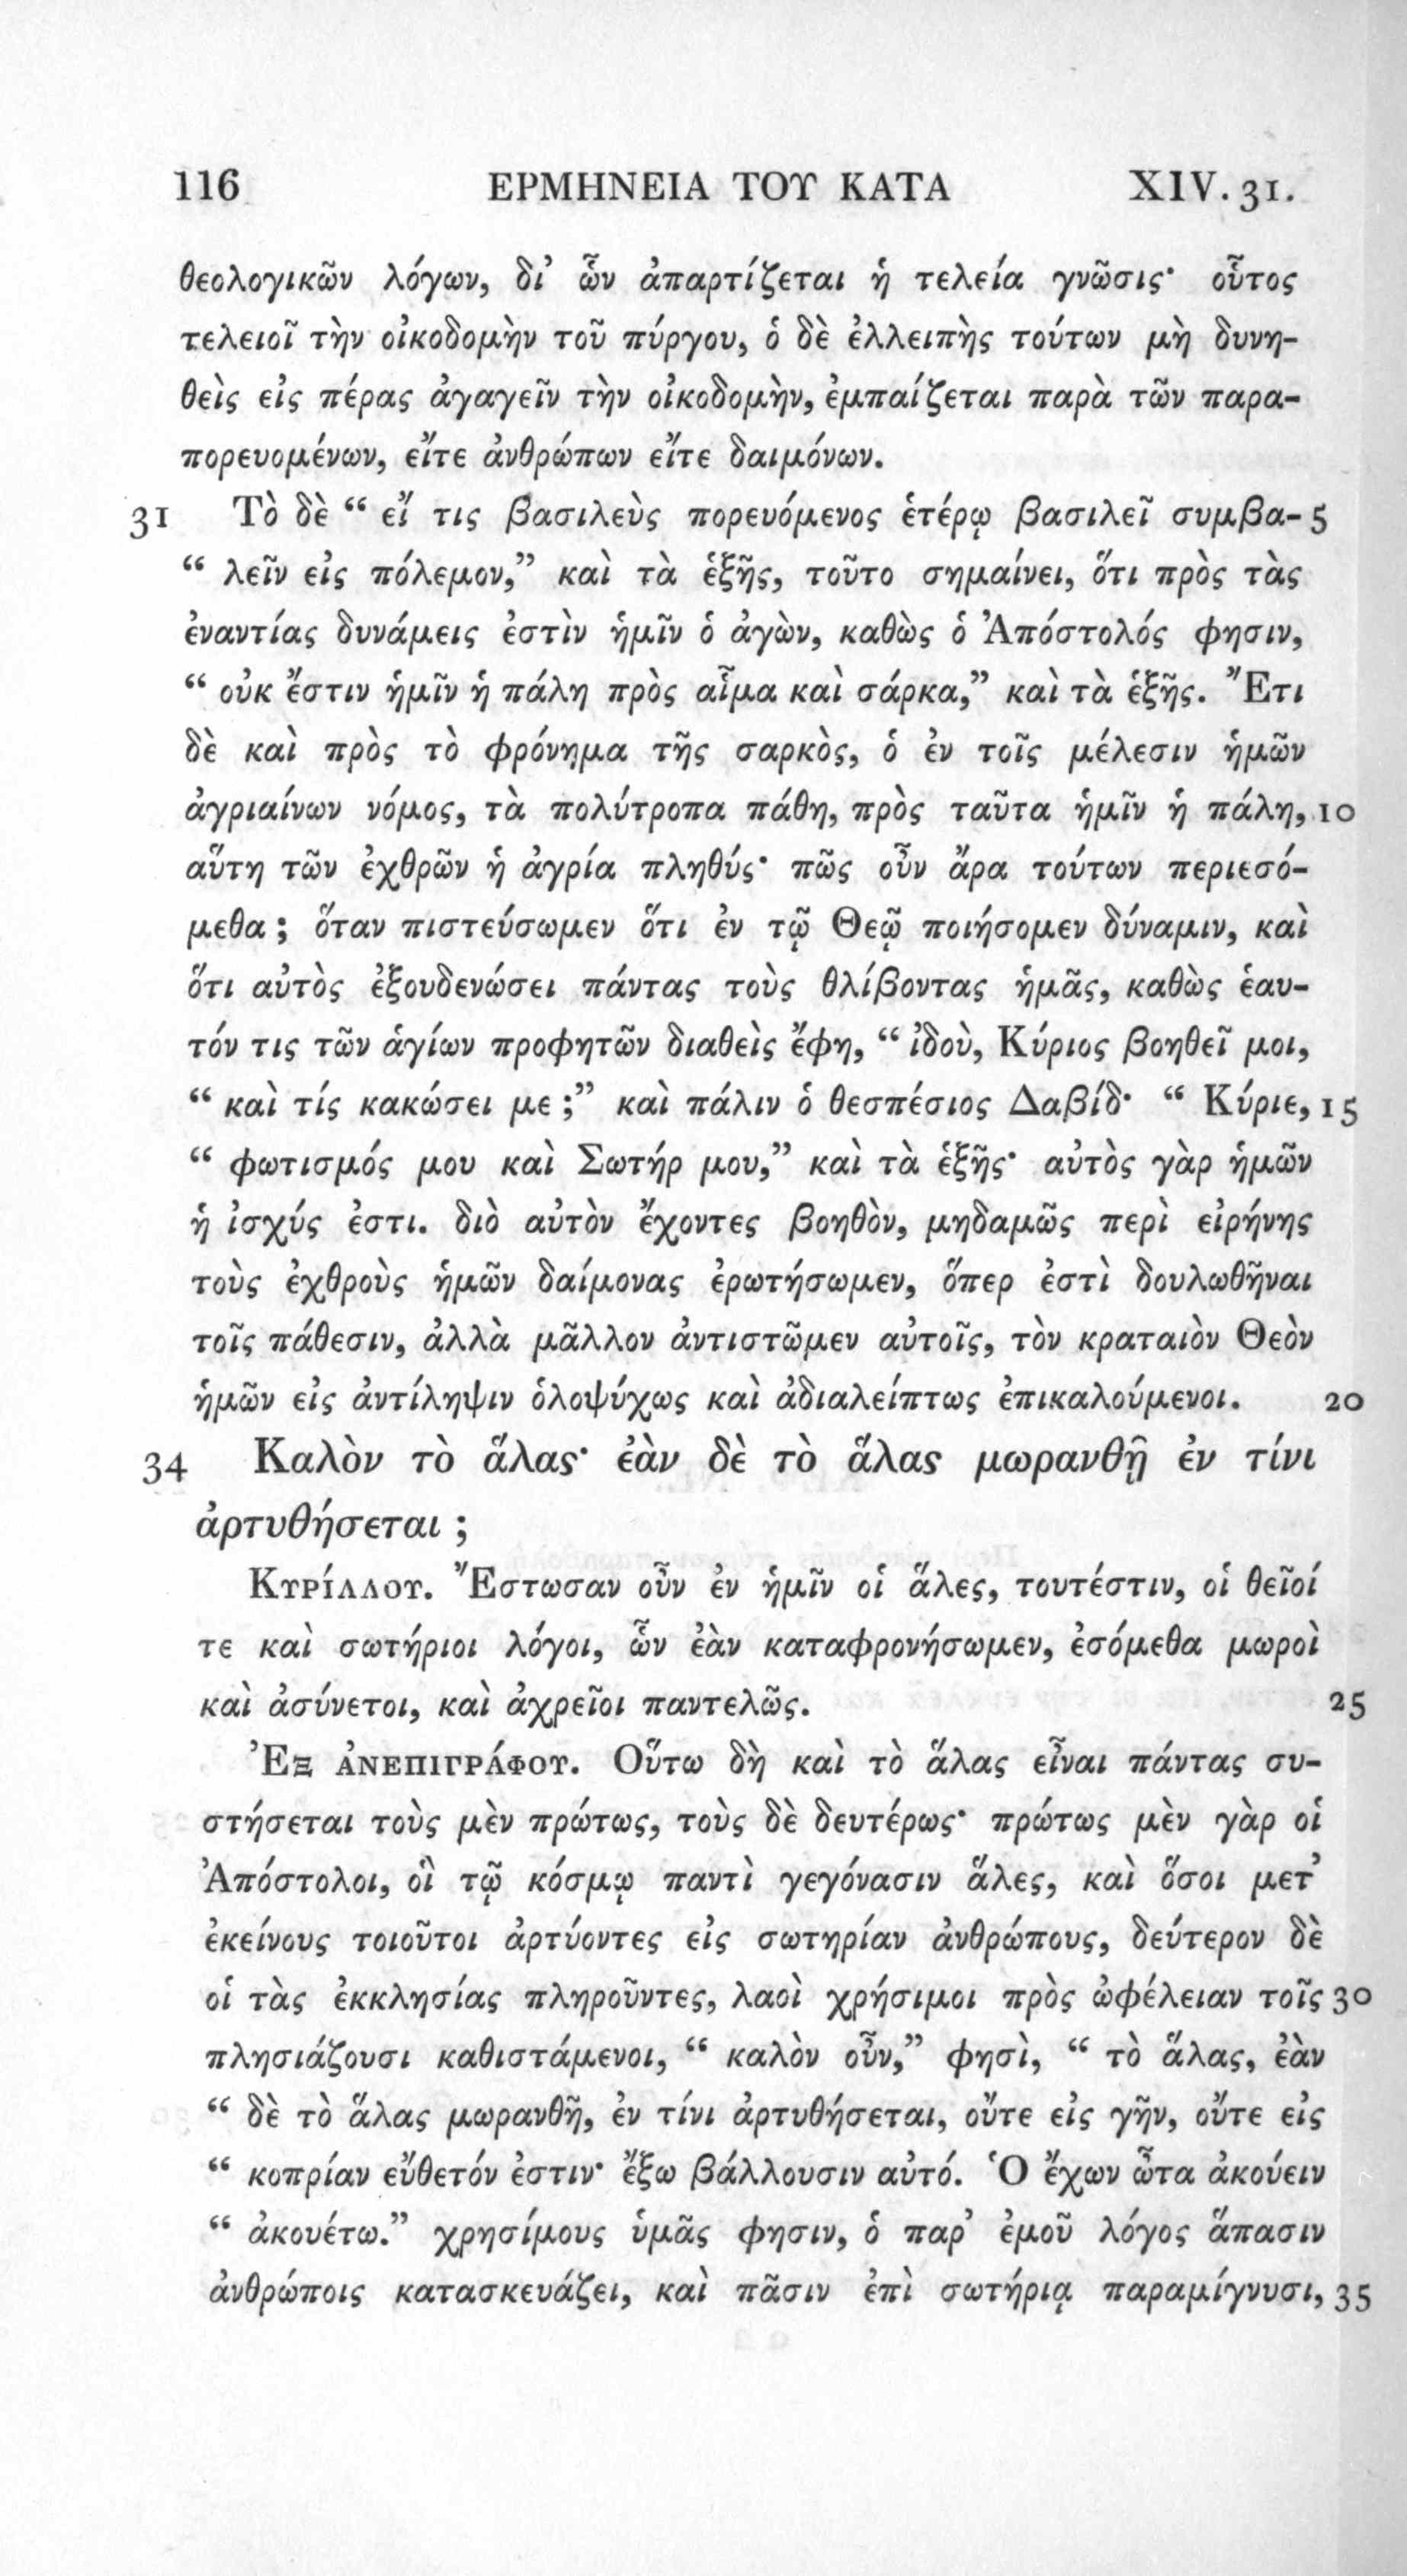 116 ΕΡΜΗΝΕΙΑ ΤΟΥ ΚΑΤΑ XIV. 31.
θεολογικῶν λόγων, δι᾽ ὧν ἀπαρτίζεται ἡ τελεία γνῶσις· οὗτος
τελειοῖ τὴν οἰκοδομὴν τοῦ πύργου, ὁ δὲ ἐλλειπὴς τούτων μὴ δυνη-
θεὶς εἰς πέρας ἀγαγεῖν τὴν οἰκοδομὴν, ἐμπαίζεται παρὰ τῶν παρα-
πορευομένων, εἴτε ἀνθρώπων εἴτε δαιμόνων.
31 Τὸ δὲ “ εἴ τις βασιλεὺς πορευόμενος ἑτέρῳ βασιλεῖ συμβα- 5
“ λεῖν εἰς πόλεμον,” καὶ τὰ ἑξῆς, τοῦτο σημαίνει, ὅτι πρὸς τὰς
ἐναντίας δυνάμεις ἐστὶν ἡμῖν ὁ ἀγὼν, καθὼς ὁ Ἀπόστολός φησιν,
“ οὐκ ἔστιν ἡμῖν ἡ πάλη πρὸς αἷμα καὶ σάρκα,” καὶ τὰ ἑξῆς. Ἔτι
δὲ καὶ πρὸς τὸ φρόνημα τῆς σαρκὸς, ὁ ἐν τοῖς μέλεσιν ἡμῶν
ἀγριαίνων νόμος, τὰ πολύτροπα πάθη, πρὸς ταῦτα ἡμῖν ἡ πάλη, 10
αὕτη τῶν ἐχθρῶν ἡ ἀγρία πληθύς· πῶς οὖν ἄρα τούτων περιεσό-
μεθα ; ὅταν πιστεύσωμεν ὅτι ἐν τῷ Θεῷ ποιήσομεν δύναμιν, καὶ
ὅτι αὐτὸς ἐξουδενώσει πάντας τοὺς θλίβοντας ἡμᾶς, καθὼς ἑαυ-
τόν τις τῶν ἁγίων προφητῶν διαθεὶς ἔφη, “ ἰδοὺ, Κύριος βοηθεῖ μοι,
“ καὶ τίς κακώσει με ;” καὶ πάλιν ὁ θεσπέσιος Δαβίδ· “ Κύριε, 15
“ φωτισμός μου καὶ Σωτήρ μου,” καὶ τὰ ἑξῆς· αὐτὸς γὰρ ἡμῶν
ἡ ἰσχύς ἐστι. διὸ αὐτὸν ἔχοντες βοηθὸν, μηδαμῶς περὶ εἰρήνης
τοὺς ἐχθροὺς ἡμῶν δαίμονας ἐρωτήσωμεν, ὅπερ ἐστὶ δουλωθῆναι
τοῖς πάθεσιν, ἀλλὰ μᾶλλον ἀντιστῶμεν αὐτοῖς, τὸν κραταιὸν Θεὸν
ἡμῶν εἰς ἀντίληψιν ὁλοψύχως καὶ ἀδιαλείπτως ἐπικαλούμενοι. 20
34 Καλὸν τὸ ἅλας· ἐὰν δὲ τὸ ἅλας μωρανθῇ ἐν τίνι
ἀρτυθήσεται ;
Κυρίλλου. Ἔστωσαν οὖν ἐν ἡμῖν οἱ ἅλες, τουτέστιν, οἱ θεῖοί
τε καὶ σωτήριοι λόγοι, ὧν ἐὰν καταφρονήσωμεν, ἐσόμεθα μωροὶ
καὶ ἀσύνετοι, καὶ ἀχρεῖοι παντελῶς. 25
Ἐξ ἀνεπιγράφου. Οὕτω δὴ καὶ τὸ ἅλας εἶναι πάντας συ-
στήσεται τοὺς μὲν πρώτως, τοὺς δὲ δευτέρως· πρώτως μὲν γὰρ οἱ
Ἀπόστολοι, οἳ τῷ κόσμῳ παντὶ γεγόνασιν ἅλες, καὶ ὅσοι μετ᾽
ἐκείνους τοιοῦτοι ἀρτύοντες εἰς σωτηρίαν ἀνθρώπους, δεύτερον δὲ
οἱ τὰς ἐκκλησίας πληροῦντες, λαοὶ χρήσιμοι πρὸς ὠφέλειαν τοῖς 30
πλησιάζουσι καθιστάμενοι, “ καλὸν οὖν,” φησὶ, “ τὸ ἅλας, ἐὰν
“ δὲ τὸ ἅλας μωρανθῆ, ἐν τίνι ἀρτυθήσεται, οὔτε εἰς γῆν, οὔτε εἰς
“ κοπρίαν εὔθετόν ἐστιν· ἔξω βάλλουσιν αὐτό. Ὁ ἔχων ὦτα ἀκούειν
“ ἀκουέτω.” χρησίμους ὑμᾶς φησιν, ὁ παρ᾽ ἐμοῦ λόγος ἅπασιν
ἀνθρώποις κατασκευάζει, καὶ πᾶσιν ἐπὶ σωτήρια̣ παραμίγνυσι, 35